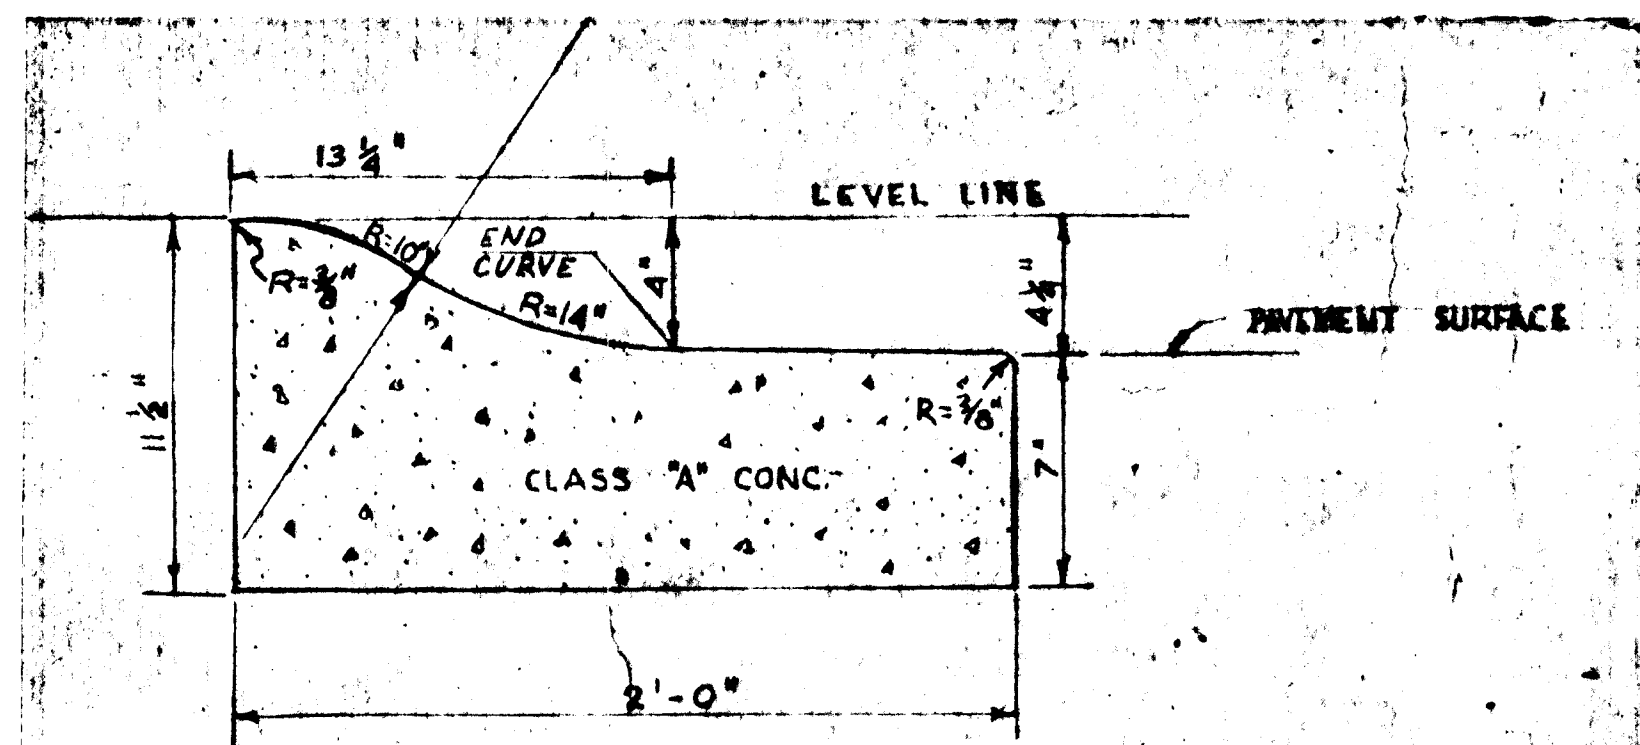 13 1/4"
LEVEL LINE
R=10"
END
CURVE
R=3/8"
4"
4 1/2"
R=14"
PAVEMENT SURFACE
11 1/2"
R=3/8"
7"
CLASS "A" CONC.
2'-0"